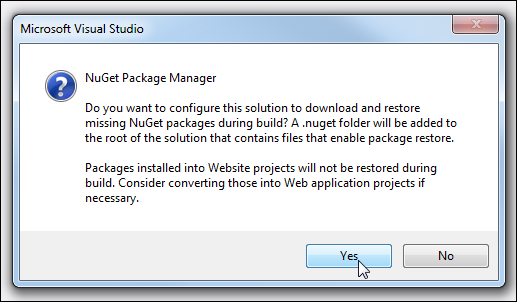 Microsoft Visual Studio
NuGet Package Manager
Do you want to configure this solution to download and restore
missing NuGet packages during build? A .nuget folder will be added to
the root of the solution that contains files that enable package restore.
Packages installed into Website projects will not be restored during
build. Consider converting those into Web application projects if
necessary.
Yes
No